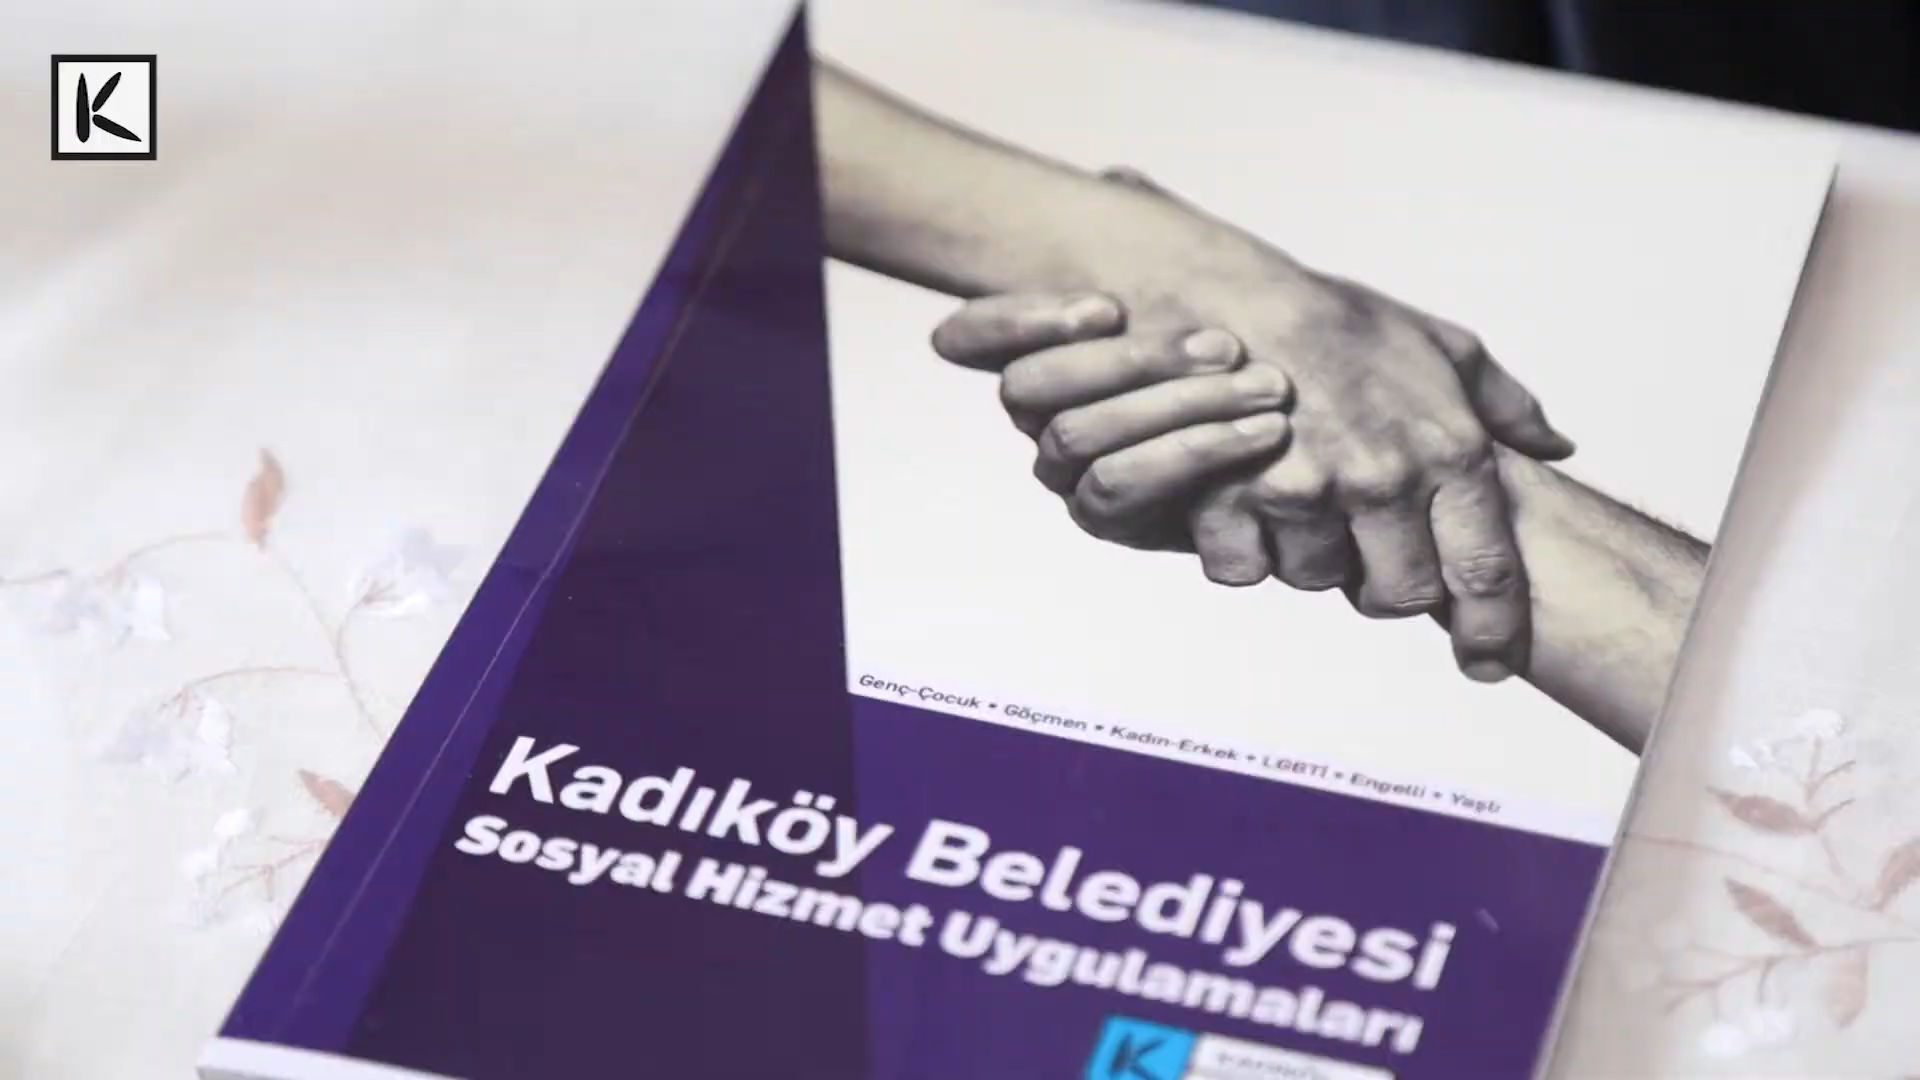 K
Genç-Çocuk • Göçmen • Kadın-Erkek • LGBTİ • Engelli • Yaşlı
Kadıköy Belediyesi
Sosyal Hizmet Uygulamaları
K